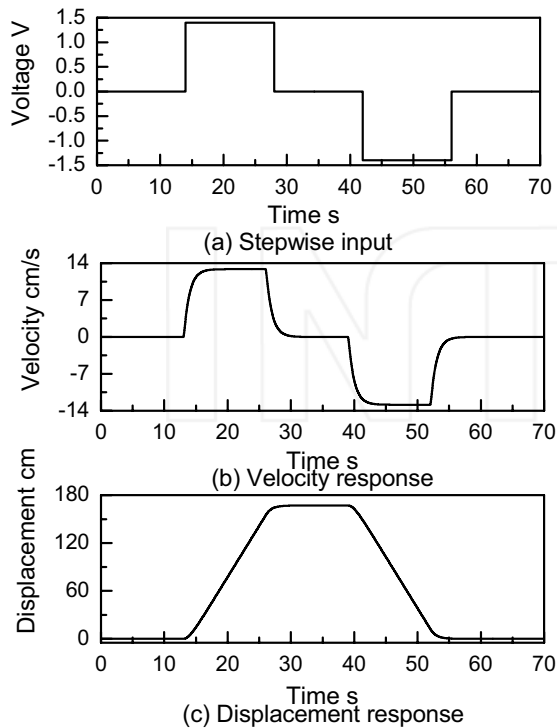 1.5
1.0
0.5
0.0
-0.5
-1.0
-1.5
Voltage V
0 10 20 30 40 50 60 70
Time s
(a) Stepwise input
14
7
0
-7
-14
Velocity cm/s
0 10 20 30 40 50 60 70
Time s
(b) Velocity response
180
120
60
0
Displacement cm
0 10 20 30 40 50 60 70
Time s
(c) Displacement response